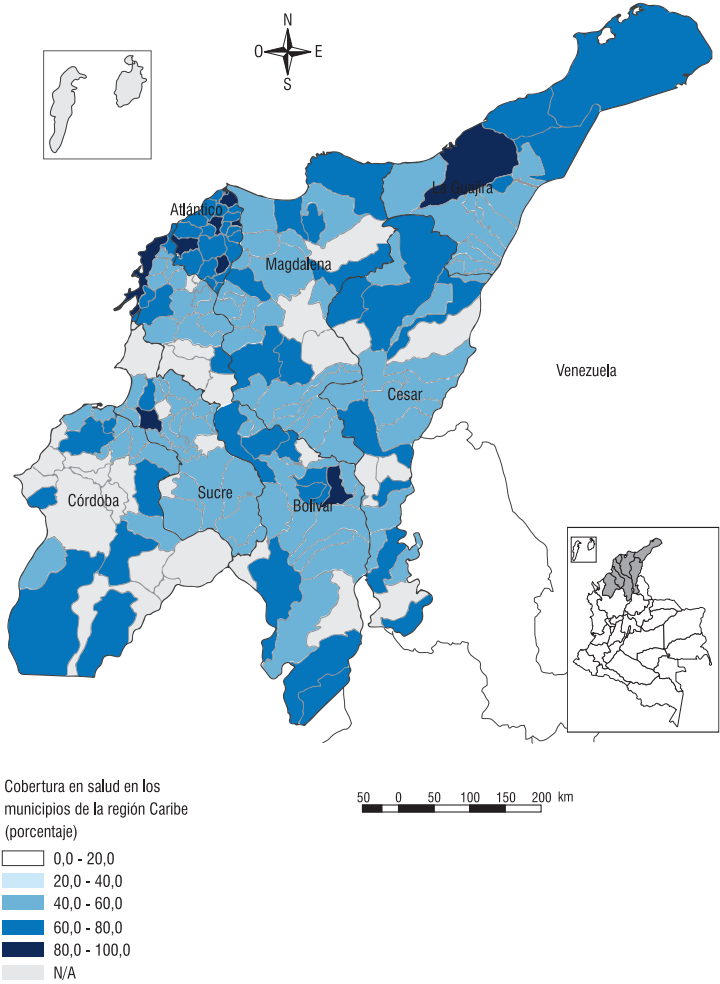 N
O E
S
La Guajira
Atlántico
Magdalena
Venezuela
Cesar
Sucre
Córdoba
Bolívar
Cobertura en salud en los
municipios de la región Caribe
(porcentaje)
50 0 50 100 150 200 km
0,0 - 20,0
20,0 - 40,0
40,0 - 60,0
60,0 - 80,0
80,0 - 100,0
N/A